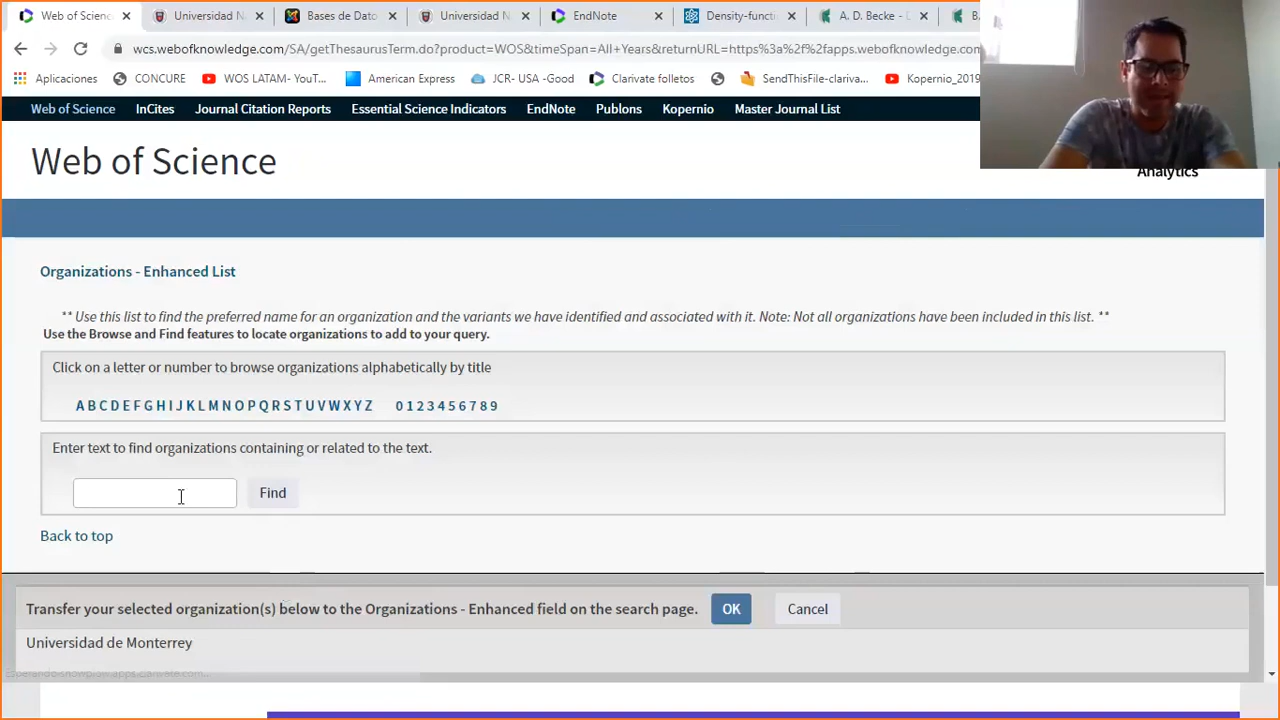 Web of Science
Universidad N
Bases de Dato
Universidad N
EndNote
Density-functi
A. D. Becke -
wcs.webofknowledge.com/SA/getThesaurusTerm.do?product=WOS&timeSpan=All+Years&returnURL=https%3a%2f%2fapps.webofknowledge.com
Aplicaciones
CONCURE
WOS LATAM- YouT...
American Express
JCR- USA -Good
Clarivate folletos
SendThisFile-clariva...
Kopernio_2019
Web of Science
InCites
Journal Citation Reports
Essential Science Indicators
EndNote
Publons
Kopernio
Master Journal List
Web of Science
Analytics
Organizations - Enhanced List
** Use this list to find the preferred name for an organization and the variants we have identified and associated with it. Note: Not all organizations have been included in this list. **
Use the Browse and Find features to locate organizations to add to your query.
Click on a letter or number to browse organizations alphabetically by title
A B C D E F G H I J K L M N O P Q R S T U V W X Y Z 0 1 2 3 4 5 6 7 8 9
Enter text to find organizations containing or related to the text.
Find
Back to top
Transfer your selected organization(s) below to the Organizations - Enhanced field on the search page.
OK
Cancel
Universidad de Monterrey